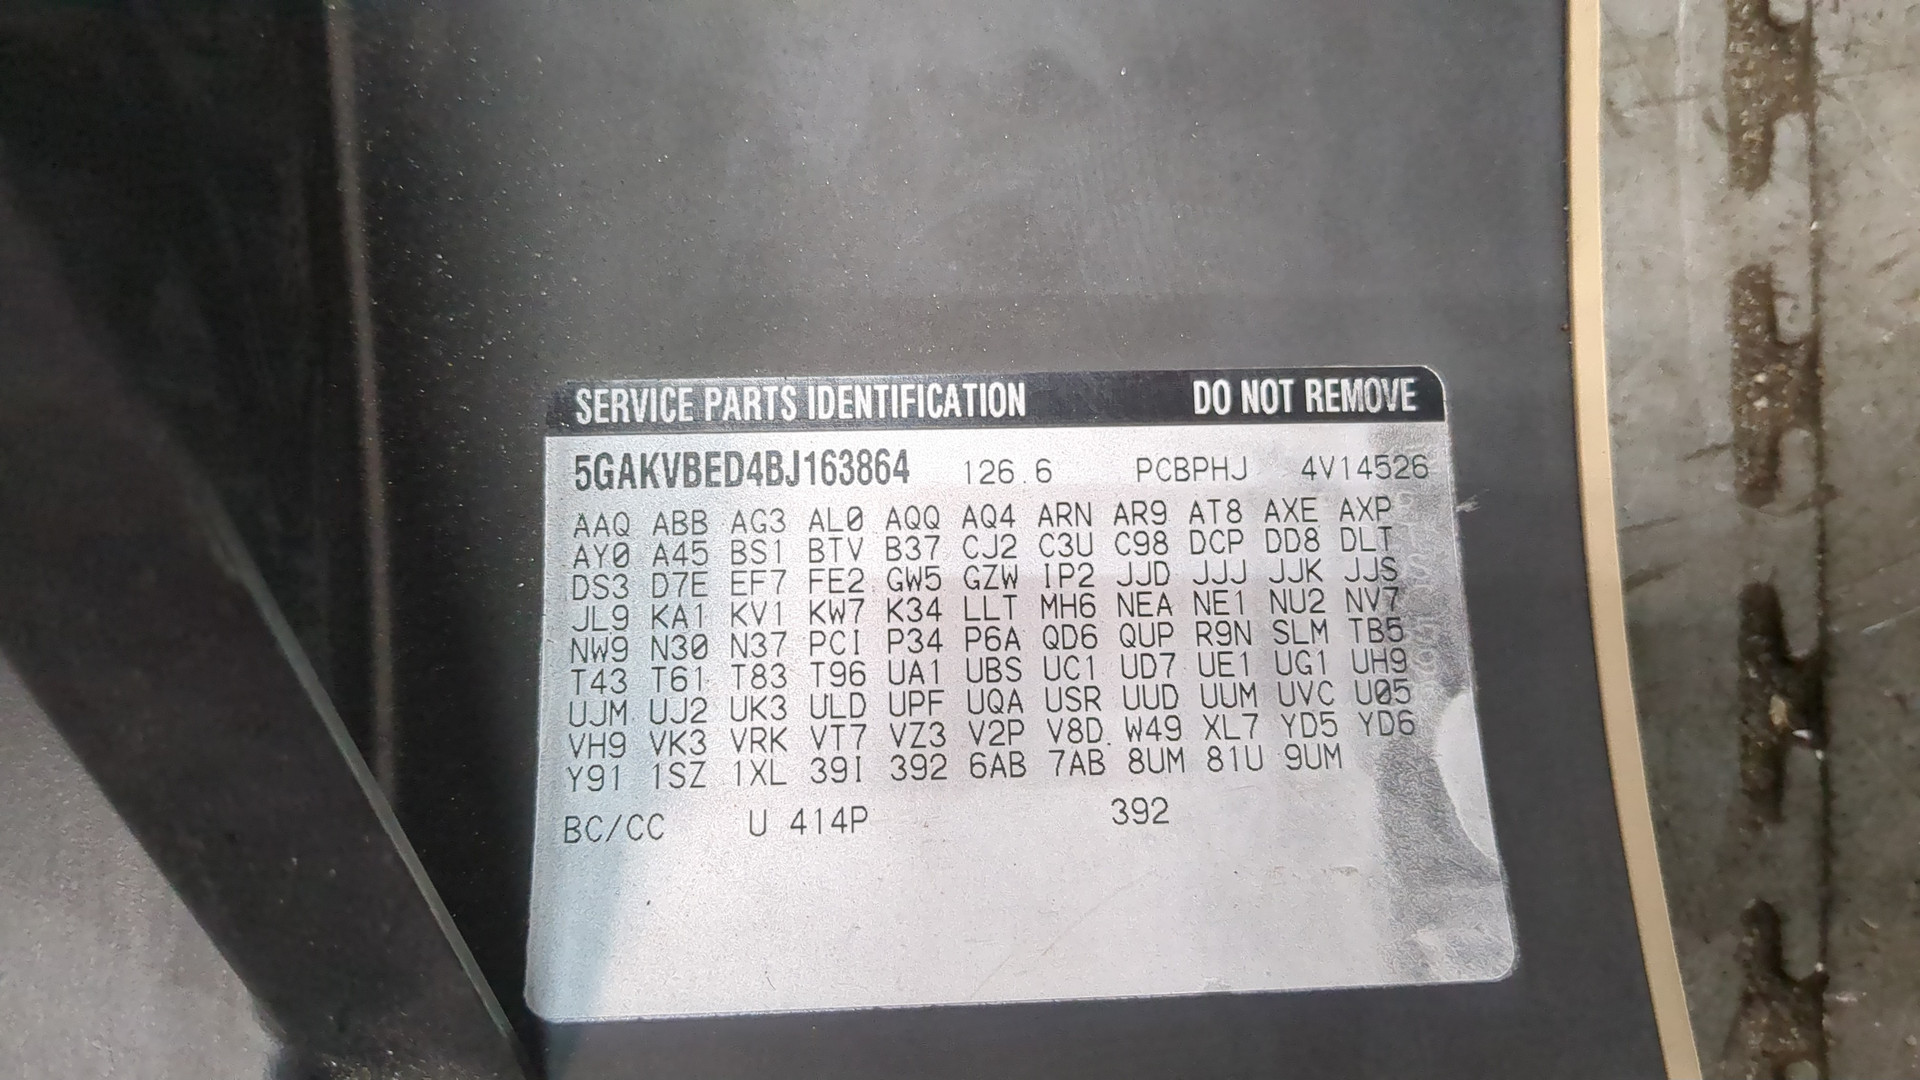 SERVICE PARTS IDENTIFICATION DO NOT REMOVE
5GAKVBED4BJ163864 126.6 PCBPHJ 4V14526
AAQ ABB AG3 AL0 AQQ AQ4 ARN AR9 AT8 AXE AXP
AY0 A45 BS1 BTV B37 CJ2 C3U C98 DCP DD8 DLT
DS3 D7E EF7 FE2 GW5 GZW IP2 JJD JJJ JJK JJS
JL9 KA1 KV1 KW7 K34 LLT MH6 NEA NE1 NU2 NV7
NW9 N30 N37 PCI P34 P6A QD6 QUP R9N SLM TB5
T43 T61 T83 T96 UA1 UBS UC1 UD7 UE1 UG1 UH9
UJM UJ2 UK3 ULD UPF UQA USR UUD UUM UVC U05
VH9 VK3 VRK VT7 VZ3 V2P V8D W49 XL7 YD5 YD6
Y91 1SZ 1XL 39I 392 6AB 7AB 8UM 81U 9UM
BC/CC U 414P 392